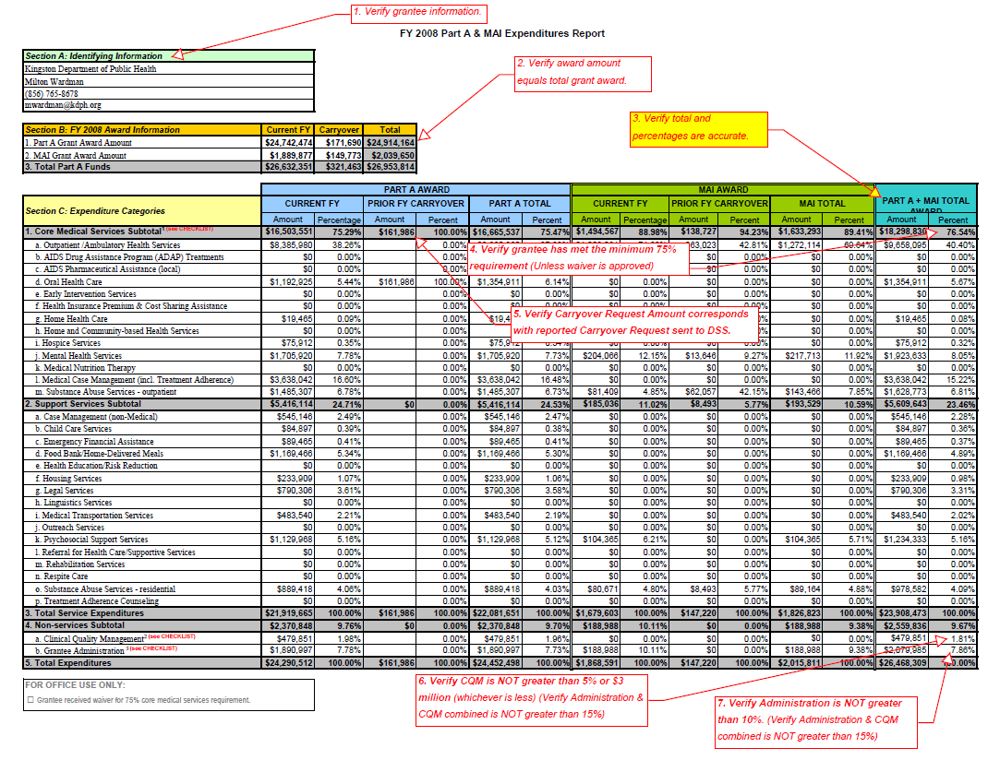 1. Verify grantee information.
FY 2008 Part A & MAI Expenditures Report
Section A: Identifying Information
Kingston Department of Public Health
Milton Wardman
(856) 765-8678
mwardman@kdph.org
2. Verify award amount
equals total grant award.
3. Verify total and
percentages are accurate.
Section B: FY 2008 Award Information Current FY Carryover Total
1. Part A Grant Award Amount $24,742,474 $171,690 $24,914,164
2. MAI Grant Award Amount $1,889,877 $149,773 $2,039,650
3. Total Part A Funds $26,632,351 $321,463 $26,953,814
PART A AWARD MAI AWARD PART A + MAI TOTAL AWARD
Section C: Expenditure Categories CURRENT FY PRIOR FY CARRYOVER PART A TOTAL CURRENT FY PRIOR FY CARRYOVER MAI TOTAL
Amount Percentage Amount Percent Amount Percent Amount Percentage Amount Percent Amount Percent Amount Percent
1. Core Medical Services Subtotal¹ (see CHECKLIST) $16,503,551 75.29% $161,986 100.00% $16,665,537 75.47% $1,494,567 88.98% $138,727 94.23% $1,633,293 89.41% $18,298,830 76.54%
a. Outpatient /Ambulatory Health Services $8,385,980 38.26% 0.00% 42.81% $1,272,114 $9,658,095 40.40%
b. AIDS Drug Assistance Program (ADAP) Treatments $0 0.00% 0.00% $0 0.00% $0 0.00% $0 0.00%
c. AIDS Pharmaceutical Assistance (local) $0 0.00% 0.00% $0 0.00% $0 0.00% $0 0.00%
4. Verify grantee has met the minimum 75%
requirement (Unless waiver is approved)
d. Oral Health Care $1,192,925 5.44% $161,986 100.00% $1,354,911 6.14% $0 0.00% $0 0.00% $0 0.00% $1,354,911 5.67%
e. Early Intervention Services $0 0.00% 0.00% $0 0.00% $0 0.00% $0 0.00% $0 0.00% $0 0.00%
f. Health Insurance Premium & Cost Sharing Assistance $0 0.00% 0.00% $0 0.00% $0 0.00% $0 0.00% $0 0.00% $0 0.00%
g. Home Health Care $19,465 0.09% 0.00% $0 0.00% $19,465 0.08%
h. Home and Community-based Health Services $0 0.00% 0.00% $0 0.00% $0 0.00%
5. Verify Carryover Request Amount corresponds
with reported Carryover Request sent to DSS.
i. Hospice Services $75,912 0.35% 0.00% $0 0.00% $75,912 0.32%
j. Mental Health Services $1,705,920 7.78% 0.00% $1,705,920 7.73% $204,066 12.15% $13,646 9.27% $217,713 11.92% $1,923,633 8.05%
k. Medical Nutrition Therapy $0 0.00% 0.00% $0 0.00% $0 0.00% $0 0.00% $0 0.00% $0 0.00%
l. Medical Case Management (incl. Treatment Adherence) $3,638,042 16.60% 0.00% $3,638,042 16.48% $0 0.00% $0 0.00% $0 0.00% $3,638,042 15.22%
m. Substance Abuse Services - outpatient $1,485,307 6.78% 0.00% $1,485,307 6.73% $81,409 4.85% $62,057 42.15% $143,466 7.85% $1,628,773 6.81%
2. Support Services Subtotal $5,416,114 24.71% $0 0.00% $5,416,114 24.53% $185,036 11.02% $8,493 5.77% $193,529 10.59% $5,609,643 23.46%
a. Case Management (non-Medical) $545,146 2.49% 0.00% $545,146 2.47% $0 0.00% $0 0.00% $0 0.00% $545,146 2.28%
b. Child Care Services $84,897 0.39% 0.00% $84,897 0.38% $0 0.00% $0 0.00% $0 0.00% $84,897 0.36%
c. Emergency Financial Assistance $89,465 0.41% 0.00% $89,465 0.41% $0 0.00% $0 0.00% $0 0.00% $89,465 0.37%
d. Food Bank/Home-Delivered Meals $1,169,466 5.34% 0.00% $1,169,466 5.30% $0 0.00% $0 0.00% $0 0.00% $1,169,466 4.89%
e. Health Education/Risk Reduction $0 0.00% 0.00% $0 0.00% $0 0.00% $0 0.00% $0 0.00% $0 0.00%
f. Housing Services $233,909 1.07% 0.00% $233,909 1.06% $0 0.00% $0 0.00% $0 0.00% $233,909 0.98%
g. Legal Services $790,306 3.61% 0.00% $790,306 3.58% $0 0.00% $0 0.00% $0 0.00% $790,306 3.31%
h. Linguistics Services $0 0.00% 0.00% $0 0.00% $0 0.00% $0 0.00% $0 0.00% $0 0.00%
i. Medical Transportation Services $483,540 2.21% 0.00% $483,540 2.19% $0 0.00% $0 0.00% $0 0.00% $483,540 2.02%
j. Outreach Services $0 0.00% 0.00% $0 0.00% $0 0.00% $0 0.00% $0 0.00% $0 0.00%
k. Psychosocial Support Services $1,129,968 5.16% 0.00% $1,129,968 5.12% $104,365 6.21% $0 0.00% $104,365 5.71% $1,234,333 5.16%
l. Referral for Health Care/Supportive Services $0 0.00% 0.00% $0 0.00% $0 0.00% $0 0.00% $0 0.00% $0 0.00%
m. Rehabilitation Services $0 0.00% 0.00% $0 0.00% $0 0.00% $0 0.00% $0 0.00% $0 0.00%
n. Respite Care $0 0.00% 0.00% $0 0.00% $0 0.00% $0 0.00% $0 0.00% $0 0.00%
o. Substance Abuse Services - residential $889,418 4.06% 0.00% $889,418 4.03% $80,671 4.80% $8,493 5.77% $89,164 4.88% $978,582 4.09%
p. Treatment Adherence Counseling $0 0.00% 0.00% $0 0.00% $0 0.00% $0 0.00% $0 0.00% $0 0.00%
3. Total Service Expenditures $21,919,665 100.00% $161,986 100.00% $22,081,651 100.00% $1,679,603 100.00% $147,220 100.00% $1,826,823 100.00% $23,908,473 100.00%
4. Non-services Subtotal $2,370,848 9.76% $0 0.00% $2,370,848 9.70% $188,988 10.11% $0 0.00% $188,988 9.38% $2,559,836 9.67%
a. Clinical Quality Management² (see CHECKLIST) $479,851 1.98% 0.00% $479,851 1.96% $0 0.00% $0 0.00% $0 0.00% $479,851 1.81%
b. Grantee Administration ³ (see CHECKLIST) $1,890,997 7.78% 0.00% $1,890,997 7.73% $188,988 10.11% $0 0.00% $188,988 9.38% $2,079,985 7.86%
5. Total Expenditures $24,290,512 100.00% $161,986 100.00% $24,452,498 100.00% $1,868,591 100.00% $147,220 100.00% $2,015,811 100.00% $26,468,309
FOR OFFICE USE ONLY:
☐ Grantee received waiver for 75% core medical services requirement.
6. Verify CQM is NOT greater than 5% or $3
million (whichever is less) (Verify Administration &
CQM combined is NOT greater than 15%)
7. Verify Administration is NOT greater
than 10%. (Verify Administration & CQM
combined is NOT greater than 15%)